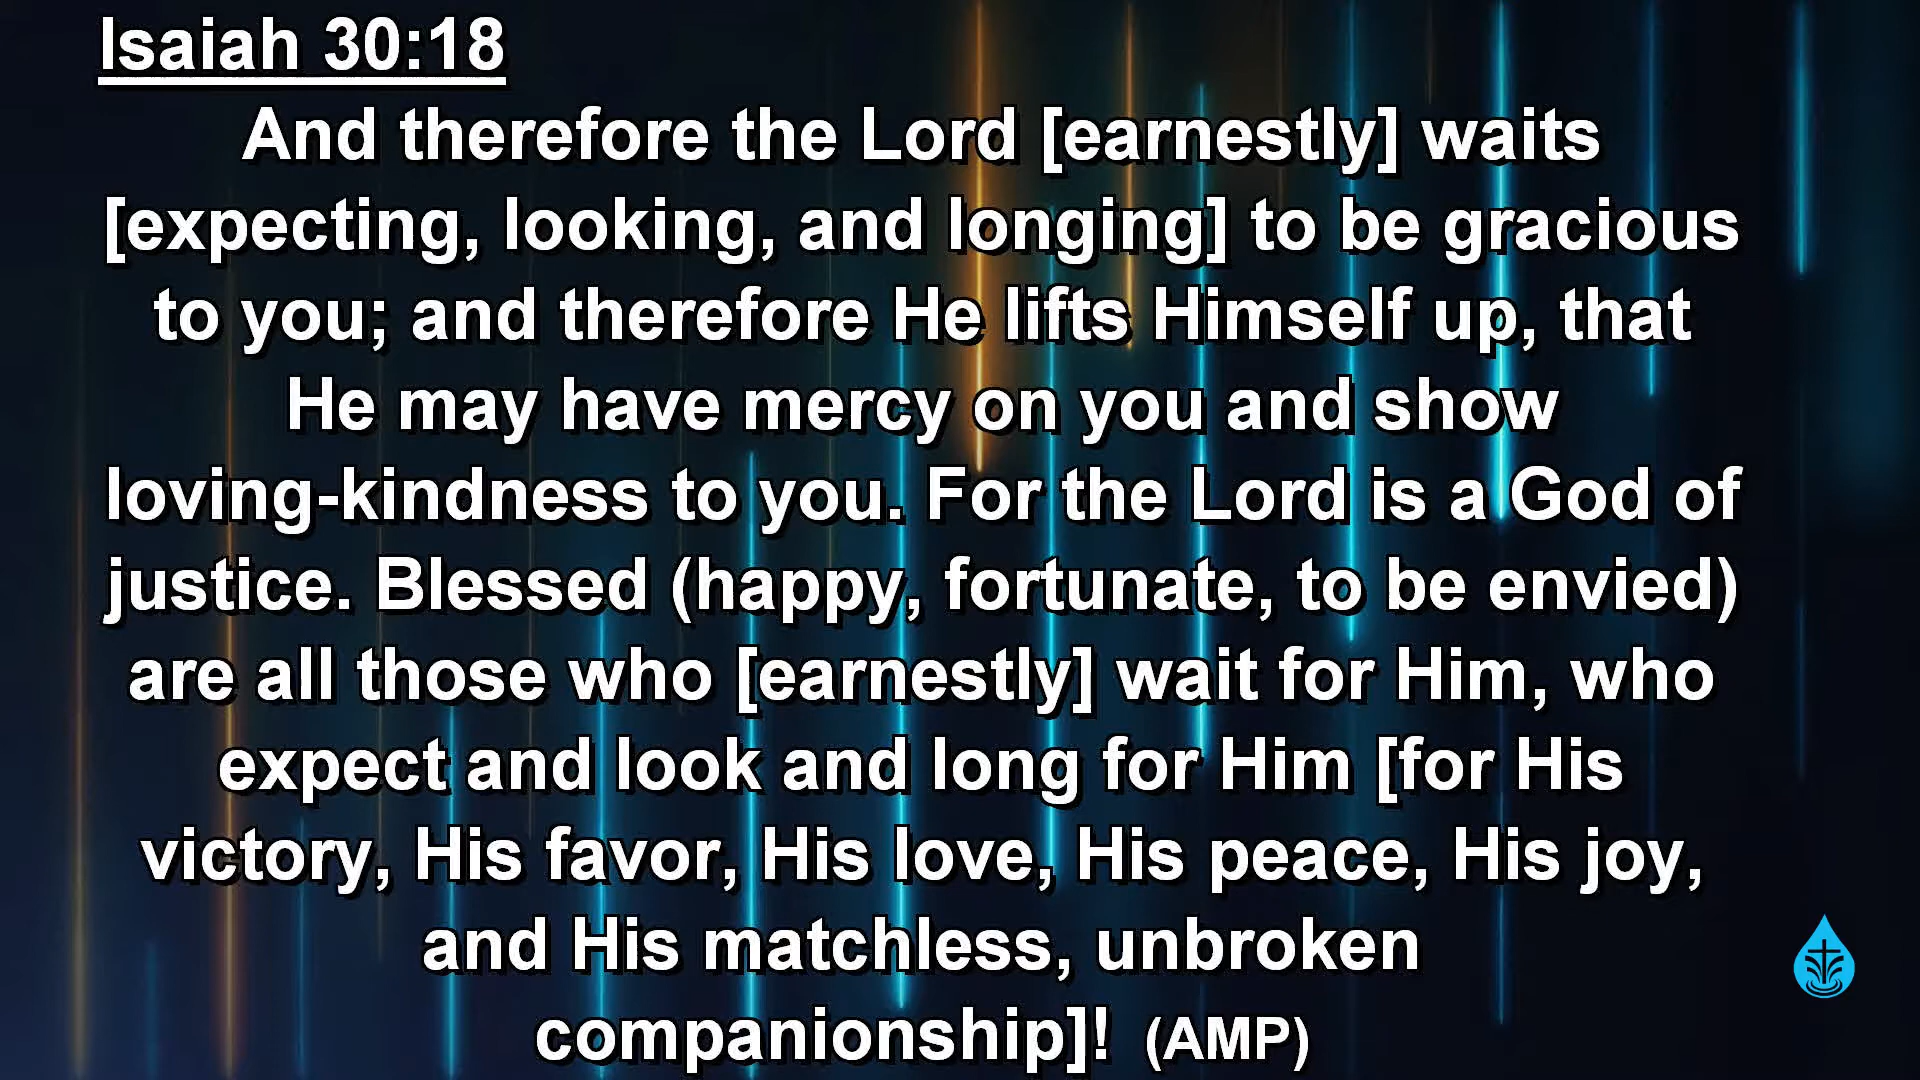 Isaiah 30:18
And therefore the Lord [earnestly] waits
[expecting, looking, and longing] to be gracious
to you; and therefore He lifts Himself up, that
He may have mercy on you and show
loving-kindness to you. For the Lord is a God of
justice. Blessed (happy, fortunate, to be envied)
are all those who [earnestly] wait for Him, who
expect and look and long for Him [for His
victory, His favor, His love, His peace, His joy,
and His matchless, unbroken
companionship]! (AMP)